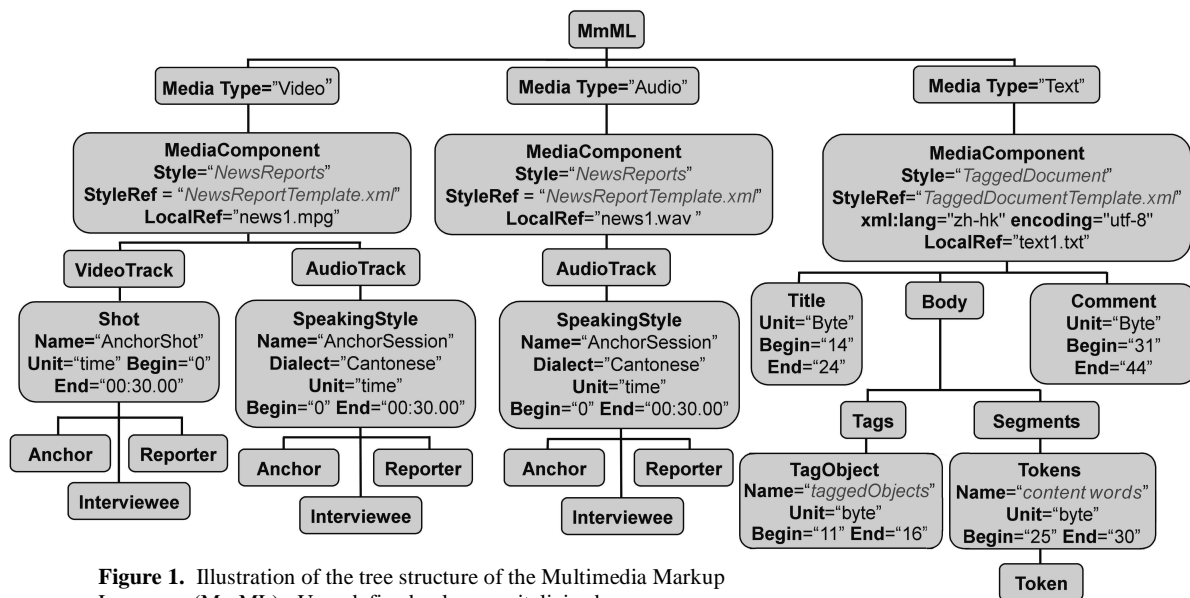 MmML
Media Type="Video"
Media Type="Audio"
Media Type="Text"
MediaComponent
Style="NewsReports"
StyleRef = "NewsReportTemplate.xml"
LocalRef="news1.mpg"
MediaComponent
Style="NewsReports"
StyleRef = "NewsReportTemplate.xml"
LocalRef="news1.wav"
MediaComponent
Style="TaggedDocument"
StyleRef="TaggedDocumentTemplate.xml"
xml:lang="zh-hk" encoding="utf-8"
LocalRef="text1.txt"
VideoTrack
AudioTrack
AudioTrack
Title
Unit="Byte"
Begin="14"
End="24"
Body
Comment
Unit="Byte"
Begin="31"
End="44"
Shot
Name="AnchorShot"
Unit="time" Begin="0"
End="00:30.00"
SpeakingStyle
Name="AnchorSession"
Dialect="Cantonese"
Unit="time"
Begin="0" End="00:30.00"
SpeakingStyle
Name="AnchorSession"
Dialect="Cantonese"
Unit="time"
Begin="0" End="00:30.00"
Tags
Segments
Anchor
Reporter
Interviewee
Anchor
Reporter
Interviewee
Anchor
Reporter
Interviewee
TagObject
Name="taggedObjects"
Unit="byte"
Begin="11" End="16"
Tokens
Name="content words"
Unit="byte"
Begin="25" End="30"
Token
Figure 1. Illustration of the tree structure of the Multimedia Markup